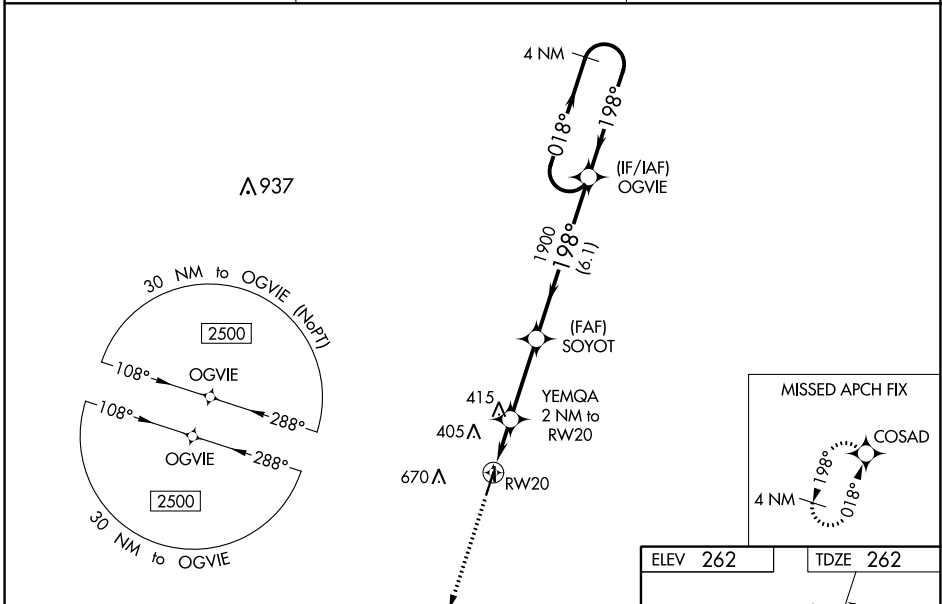 4 NM
018°
198°
(IF/IAF)
OGVIE
937
1900
198°
(6.1)
30 NM to OGVIE (NoPT)
2500
108°
OGVIE
288°
108°
OGVIE
288°
2500
30 NM to OGVIE
(FAF)
SOYOT
415
YEMQA
2 NM to
RW20
405
670
RW20
MISSED APCH FIX
COSAD
198°
4 NM
018°
ELEV 262
TDZE 262